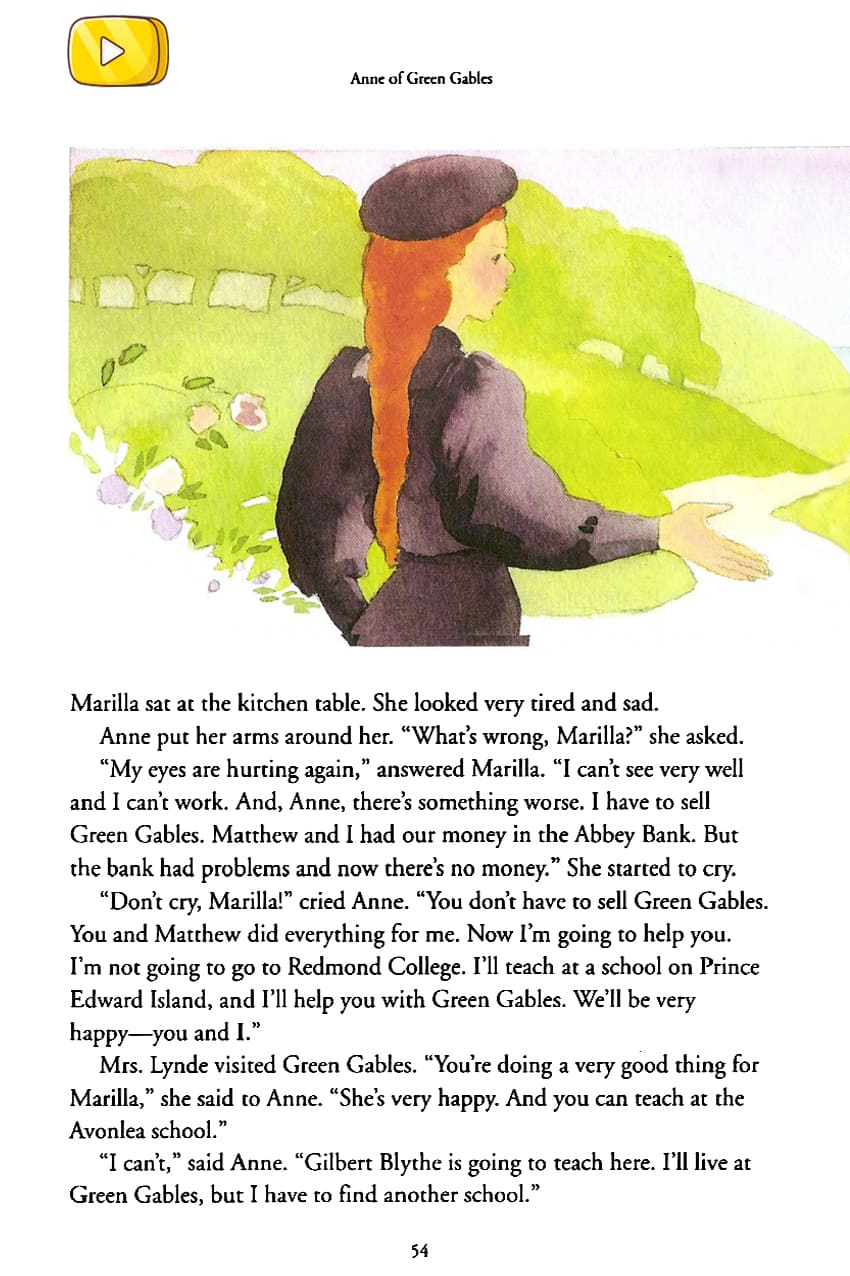 Anne of Green Gables
Marilla sat at the kitchen table. She looked very tired and sad.
Anne put her arms around her. “What’s wrong, Marilla?” she asked.
“My eyes are hurting again,” answered Marilla. “I can’t see very well
and I can’t work. And, Anne, there’s something worse. I have to sell
Green Gables. Matthew and I had our money in the Abbey Bank. But
the bank had problems and now there’s no money.” She started to cry.
“Don’t cry, Marilla!” cried Anne. “You don’t have to sell Green Gables.
You and Matthew did everything for me. Now I’m going to help you.
I’m not going to go to Redmond College. I’ll teach at a school on Prince
Edward Island, and I’ll help you with Green Gables. We’ll be very
happy—you and I.”
Mrs. Lynde visited Green Gables. “You’re doing a very good thing for
Marilla,” she said to Anne. “She’s very happy. And you can teach at the
Avonlea school.”
“I can’t,” said Anne. “Gilbert Blythe is going to teach here. I’ll live at
Green Gables, but I have to find another school.”
54